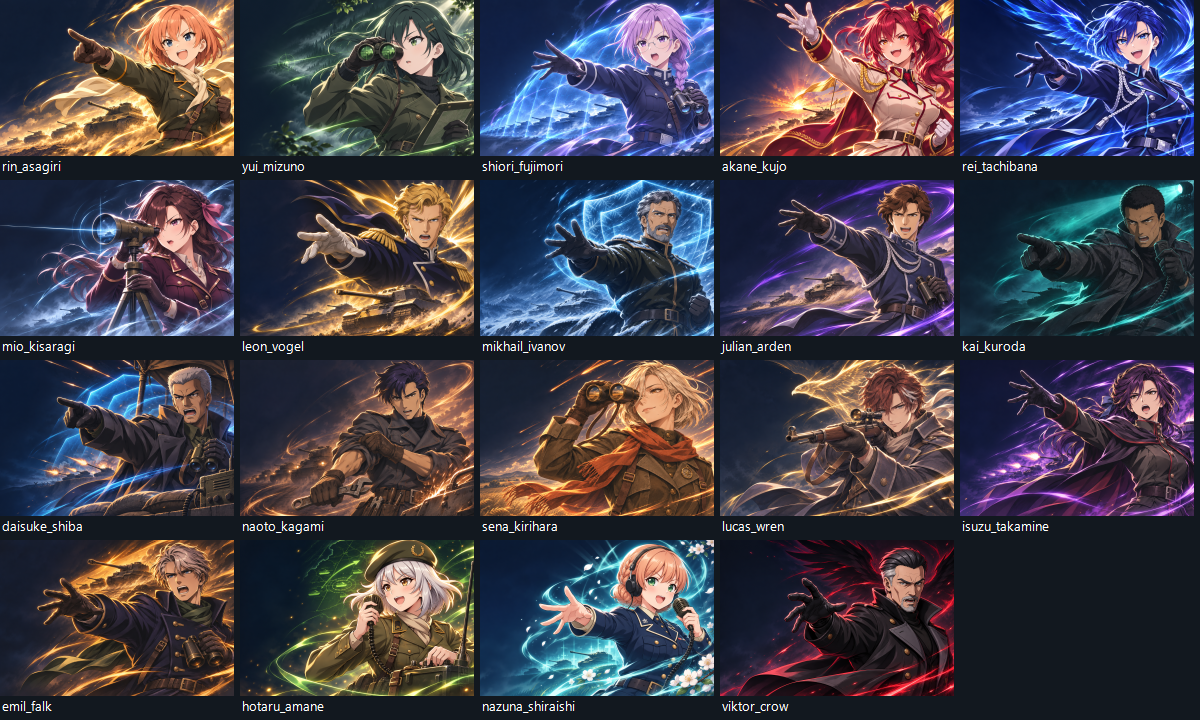 rin_asagiri
yui_mizuno
shiori_fujimori
akane_kujo
rei_tachibana
mio_kisaragi
leon_vogel
mikhail_ivanov
julian_arden
kai_kuroda
daisuke_shiba
naoto_kagami
sena_kirihara
lucas_wren
isuzu_takamine
emil_falk
hotaru_amane
nazuna_shiraishi
viktor_crow